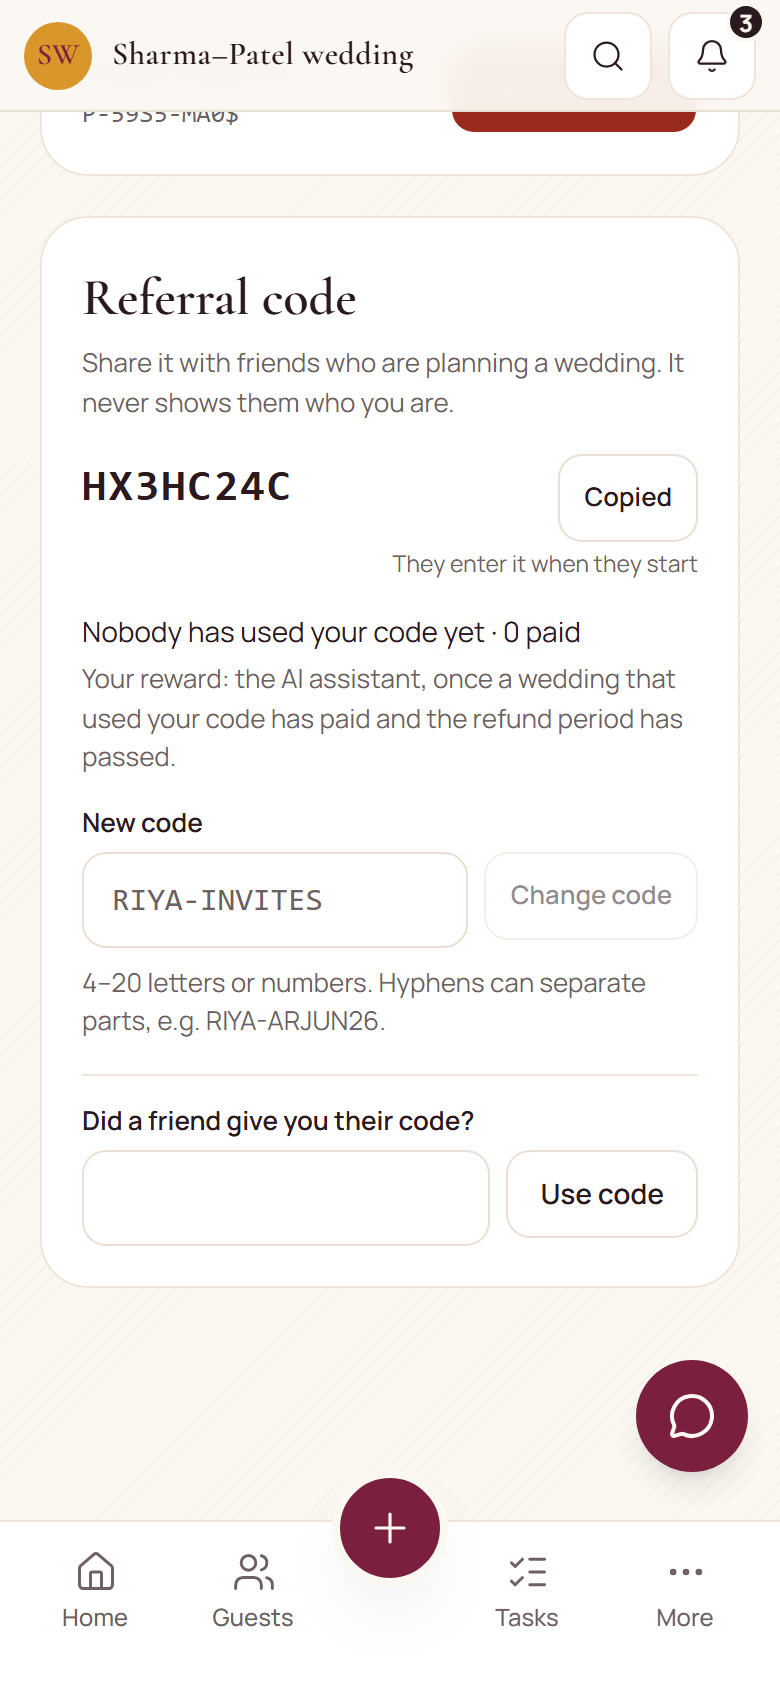 SW
Sharma–Patel wedding
3
Referral code
Share it with friends who are planning a wedding. It
never shows them who you are.
HX3HC24C
Copied
They enter it when they start
Nobody has used your code yet · 0 paid
Your reward: the AI assistant, once a wedding that
used your code has paid and the refund period has
passed.
New code
RIYA-INVITES
Change code
4–20 letters or numbers. Hyphens can separate
parts, e.g. RIYA-ARJUN26.
Did a friend give you their code?
Use code
Home
Guests
Tasks
More